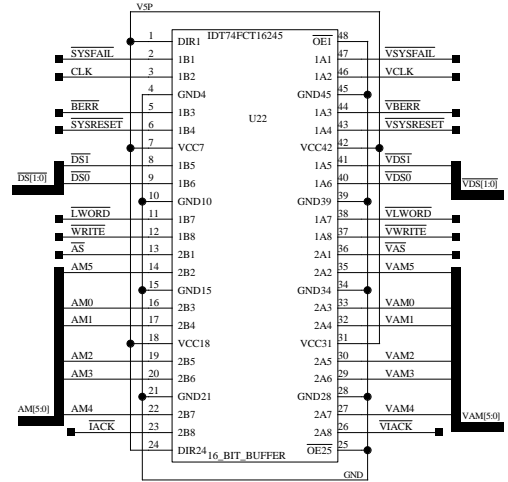 V5P
IDT74FCT16245
1 DIR1 OE1 48
SYSFAIL 2 1B1 1A1 47 VSYSFAIL
CLK 3 1B2 1A2 46 VCLK
4 GND4 GND45 45
BERR 5 1B3 1A3 44 VBERR
U22
SYSRESET 6 1B4 1A4 43 VSYSRESET
7 VCC7 VCC42 42
DS1 8 1B5 1A5 41 VDS1
DS[1:0] DS0 9 1B6 1A6 40 VDS0 VDS[1:0]
10 GND10 GND39 39
LWORD 11 1B7 1A7 38 VLWORD
WRITE 12 1B8 1A8 37 VWRITE
AS 13 2B1 2A1 36 VAS
AM5 14 2B2 2A2 35 VAM5
15 GND15 GND34 34
AM0 16 2B3 2A3 33 VAM0
AM1 17 2B4 2A4 32 VAM1
18 VCC18 VCC31 31
AM2 19 2B5 2A5 30 VAM2
AM3 20 2B6 2A6 29 VAM3
21 GND21 GND28 28
AM[5:0] AM4 22 2B7 2A7 27 VAM4 VAM[5:0]
IACK 23 2B8 2A8 26 VIACK
24 DIR24 OE25 25
16_BIT_BUFFER
GND